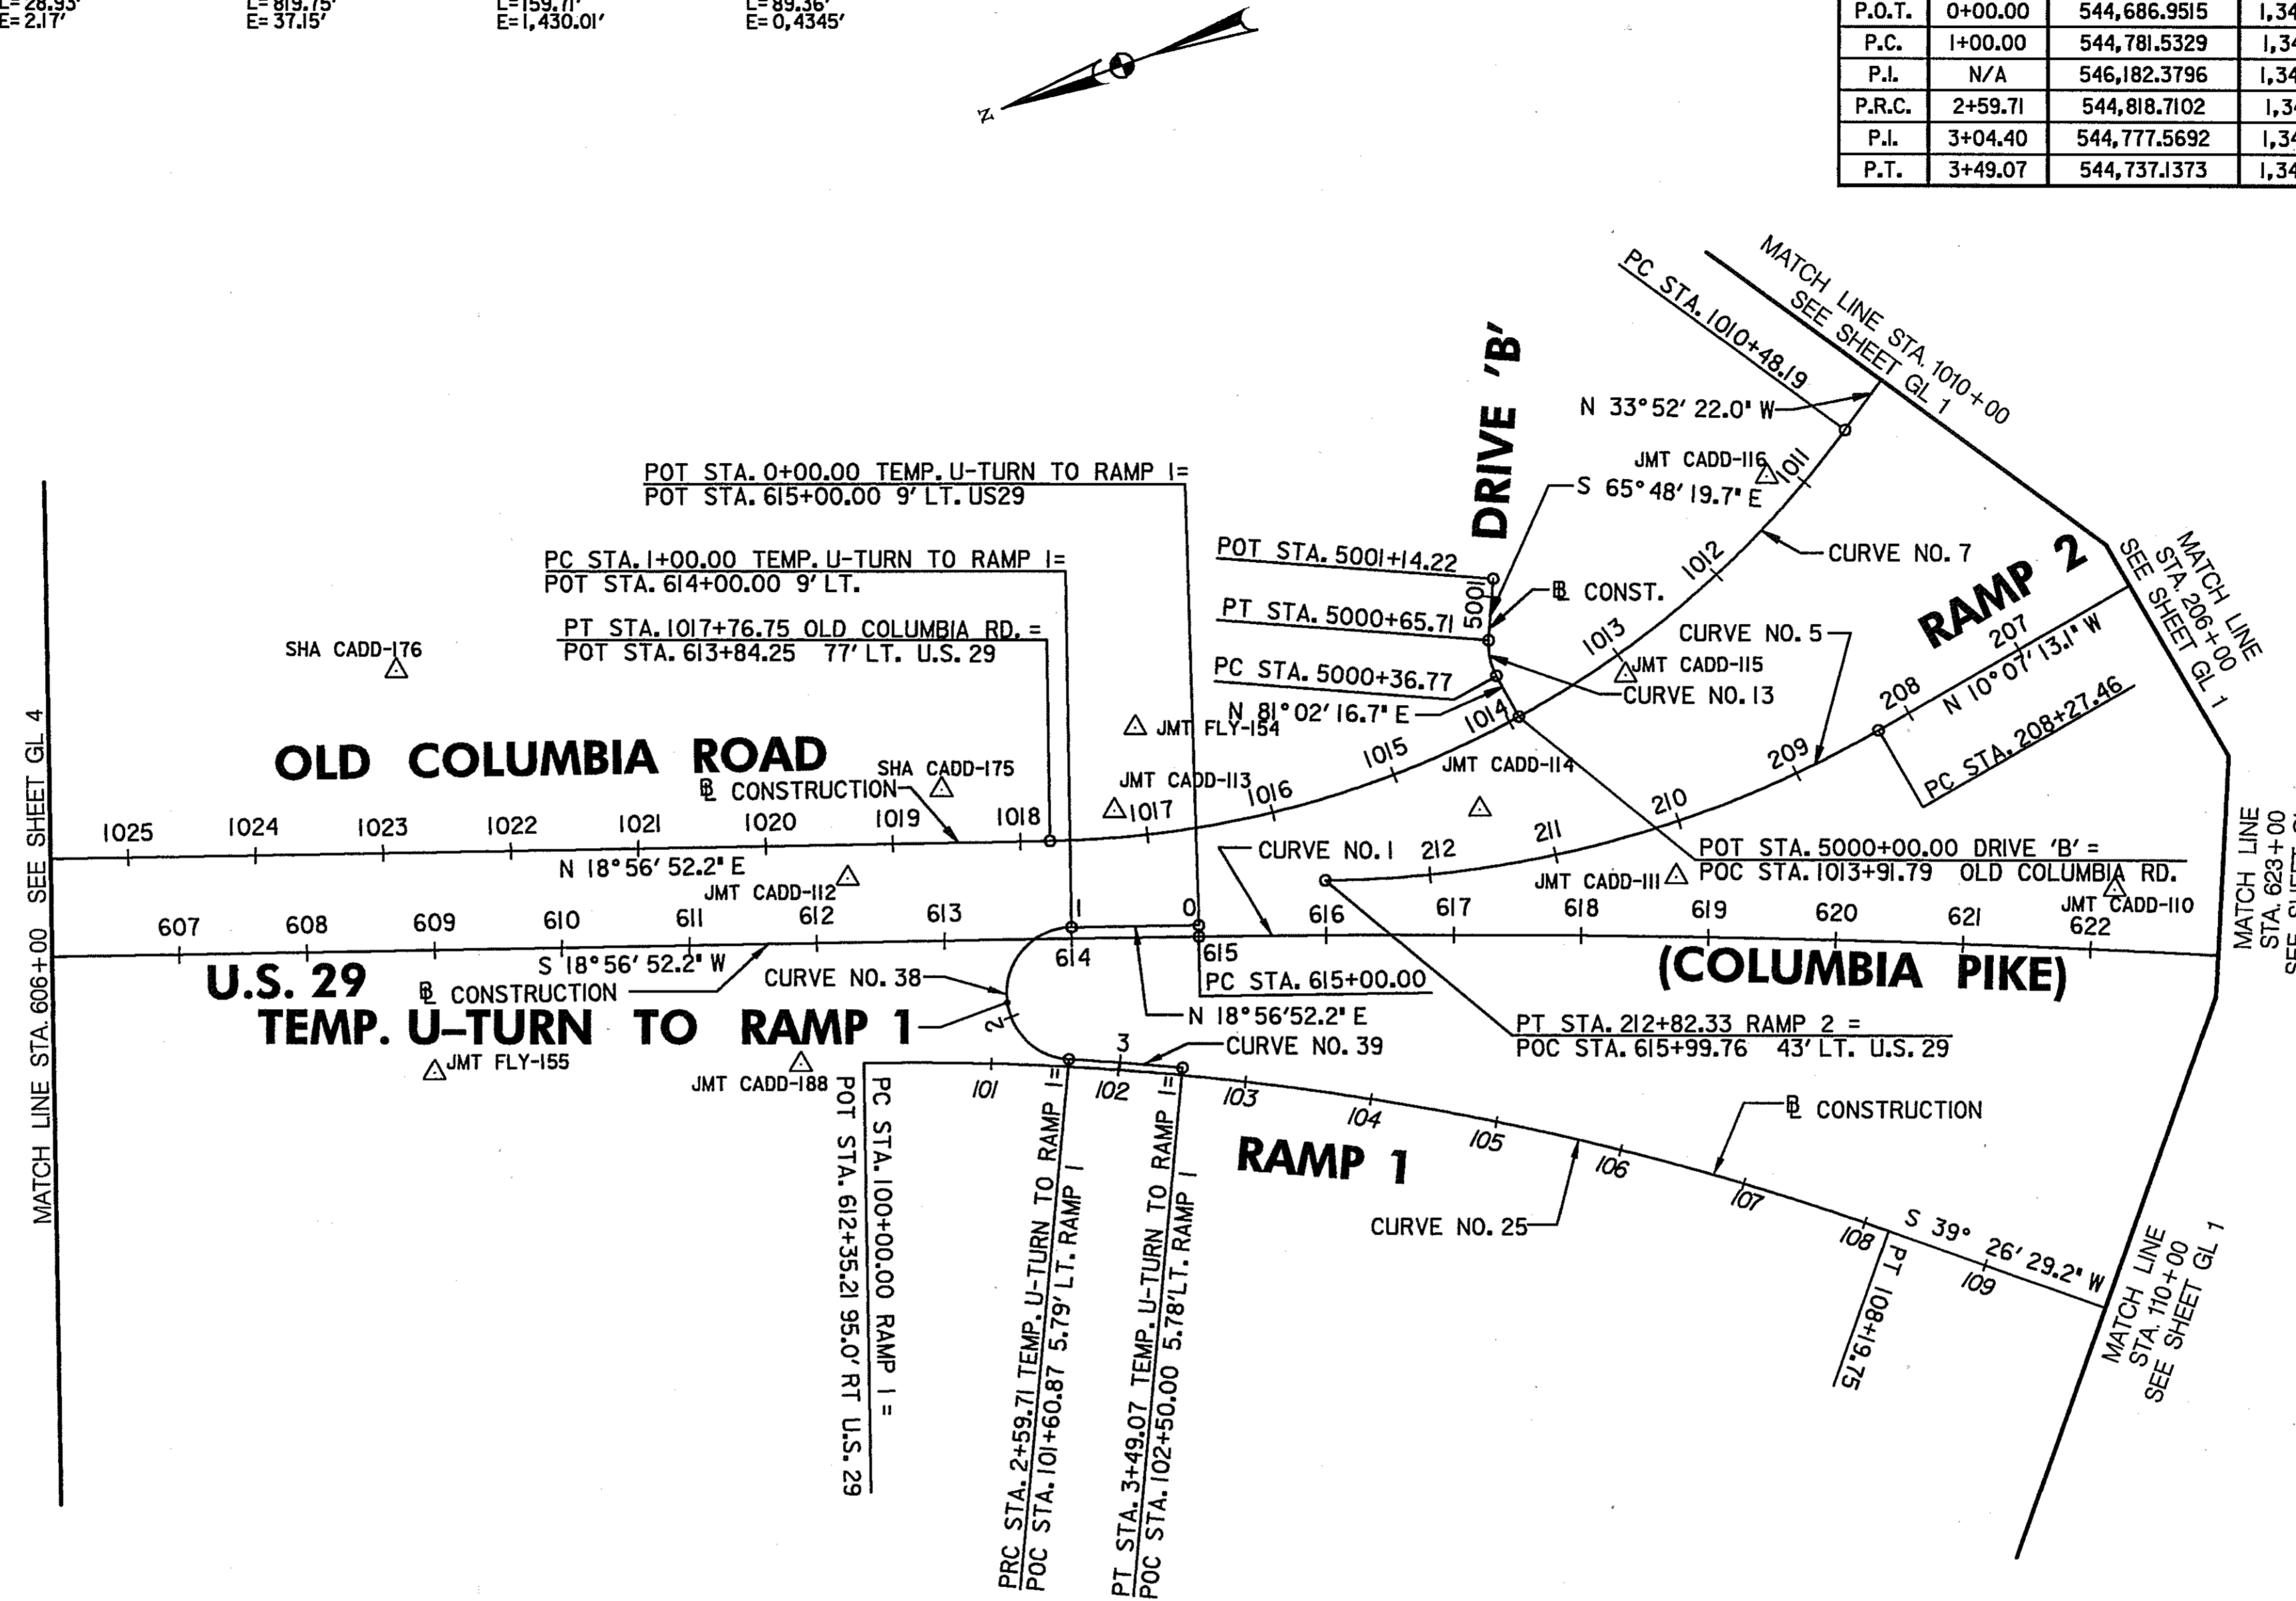 L=28.93' L=819.75' L=159.71' L=89.36'
E= 2.17' E= 37.15' E=1,430.01' E= 0,4345'
P.O.T. 0+00.00 544,686.9515
P.C. 1+00.00 544,781.5329
P.I. N/A 546,182.3796
P.R.C. 2+59.71 544,818.7102
P.I. 3+04.40 544,777.5692
P.T. 3+49.07 544,737.1373
N
MATCH LINE STA. 1010+00
SEE SHEET GL 1
PC STA. 1010+48.19
N 33°52' 22.0" W
DRIVE 'B'
JMT CADD-116
1011
S 65°48' 19.7" E
POT STA. 0+00.00 TEMP. U-TURN TO RAMP 1=
POT STA. 615+00.00 9' LT. US29
PC STA. 1+00.00 TEMP. U-TURN TO RAMP 1=
POT STA. 614+00.00 9' LT.
PT STA. 1017+76.75 OLD COLUMBIA RD. =
POT STA. 613+84.25 77' LT. U.S. 29
POT STA. 5001+14.22
5001
BL CONST.
1012
CURVE NO. 7
PT STA. 5000+65.71
PC STA. 5000+36.77
1013
CURVE NO. 5
RAMP 2
207
MATCH LINE
STA. 206+00
SEE SHEET GL 1
SHA CADD-176
JMT CADD-115
CURVE NO. 13
N 81°02' 16.7" E
1014
JMT FLY-154
208
N 10°07' 13.1" W
PC STA. 208+27.46
209
OLD COLUMBIA ROAD
SHA CADD-175
BL CONSTRUCTION
JMT CADD-113
1015
JMT CADD-114
1016
1017
210
1025 1024 1023 1022 1021 1020 1019 1018
N 18°56' 52.2" E
JMT CADD-112
CURVE NO. 1
212
211
JMT CADD-111
POT STA. 5000+00.00 DRIVE 'B' =
POC STA. 1013+91.79 OLD COLUMBIA RD.
JMT CADD-110
MATCH LINE STA. 606+00 SEE SHEET GL 4
607 608 609 610 611 612 613 1 0 616 617 618 619 620 621 622
614 615
MATCH LINE
STA. 623+00
U.S. 29
S 18°56' 52.2" W
BL CONSTRUCTION
CURVE NO. 38
PC STA. 615+00.00
(COLUMBIA PIKE)
TEMP. U-TURN TO RAMP 1
2
N 18°56'52.2" E
3
CURVE NO. 39
PT STA. 212+82.33 RAMP 2 =
POC STA. 615+99.76 43' LT. U.S. 29
JMT FLY-155
JMT CADD-188
101 102 103 104 105 106 107 108 109
BL CONSTRUCTION
RAMP 1
CURVE NO. 25
S 39° 26' 29.2" W
PT 108+19.75
MATCH LINE
STA. 110+00
SEE SHEET GL 1
PC STA. 100+00.00 RAMP 1 =
POT STA. 612+35.21 95.0' RT U.S. 29
PRC STA. 2+59.71 TEMP. U-TURN TO RAMP 1=
POC STA. 101+60.87 5.79' LT. RAMP 1
PT STA. 3+49.07 TEMP. U-TURN TO RAMP 1=
POC STA. 102+50.00 5.78'LT. RAMP 1